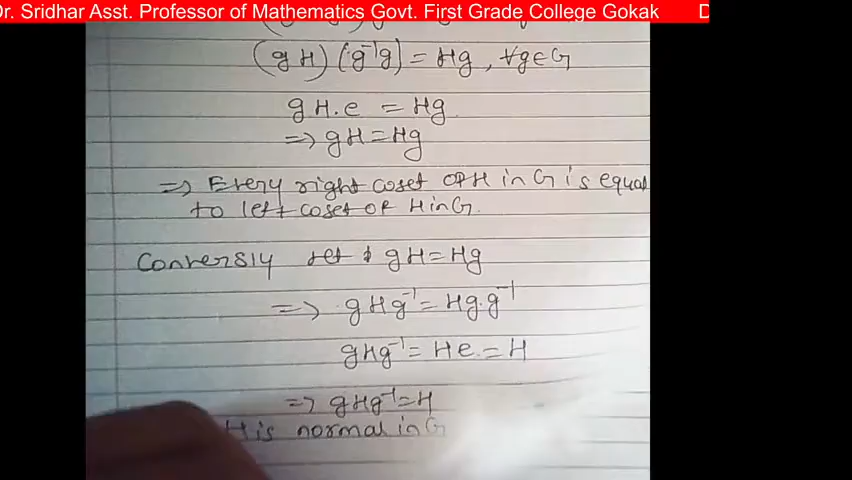 Dr. Sridhar Asst. Professor of Mathematics Govt. First Grade College Gokak D
(gH)(g⁻¹g) = Hg, ∀g∈G
gH.e = Hg.
=> gH = Hg
=> Every right coset of H in G is equal
to left coset of H in G.
Conversly let gH = Hg
=> gHg⁻¹ = Hg.g⁻¹
gHg⁻¹ = He = H
=> gHg⁻¹ = H
H is normal in G